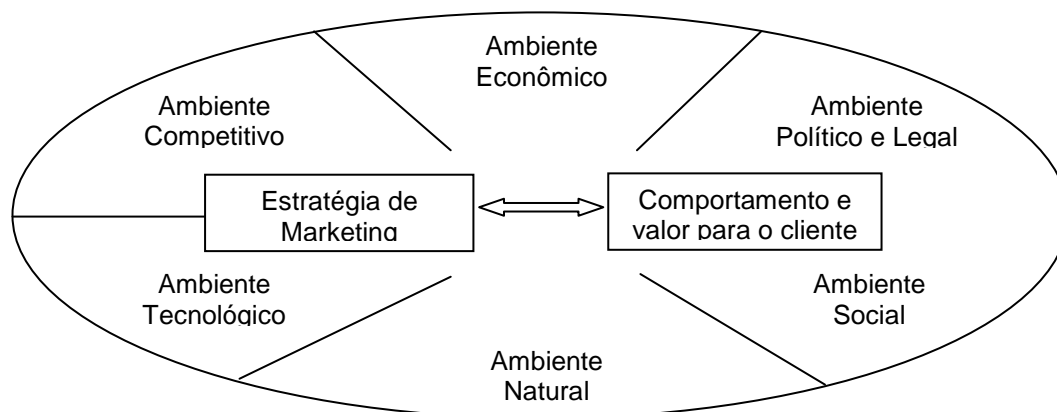 Ambiente
Econômico
Ambiente
Competitivo
Ambiente
Político e Legal
Estratégia de
Marketing
Comportamento e
valor para o cliente
Ambiente
Tecnológico
Ambiente
Social
Ambiente
Natural